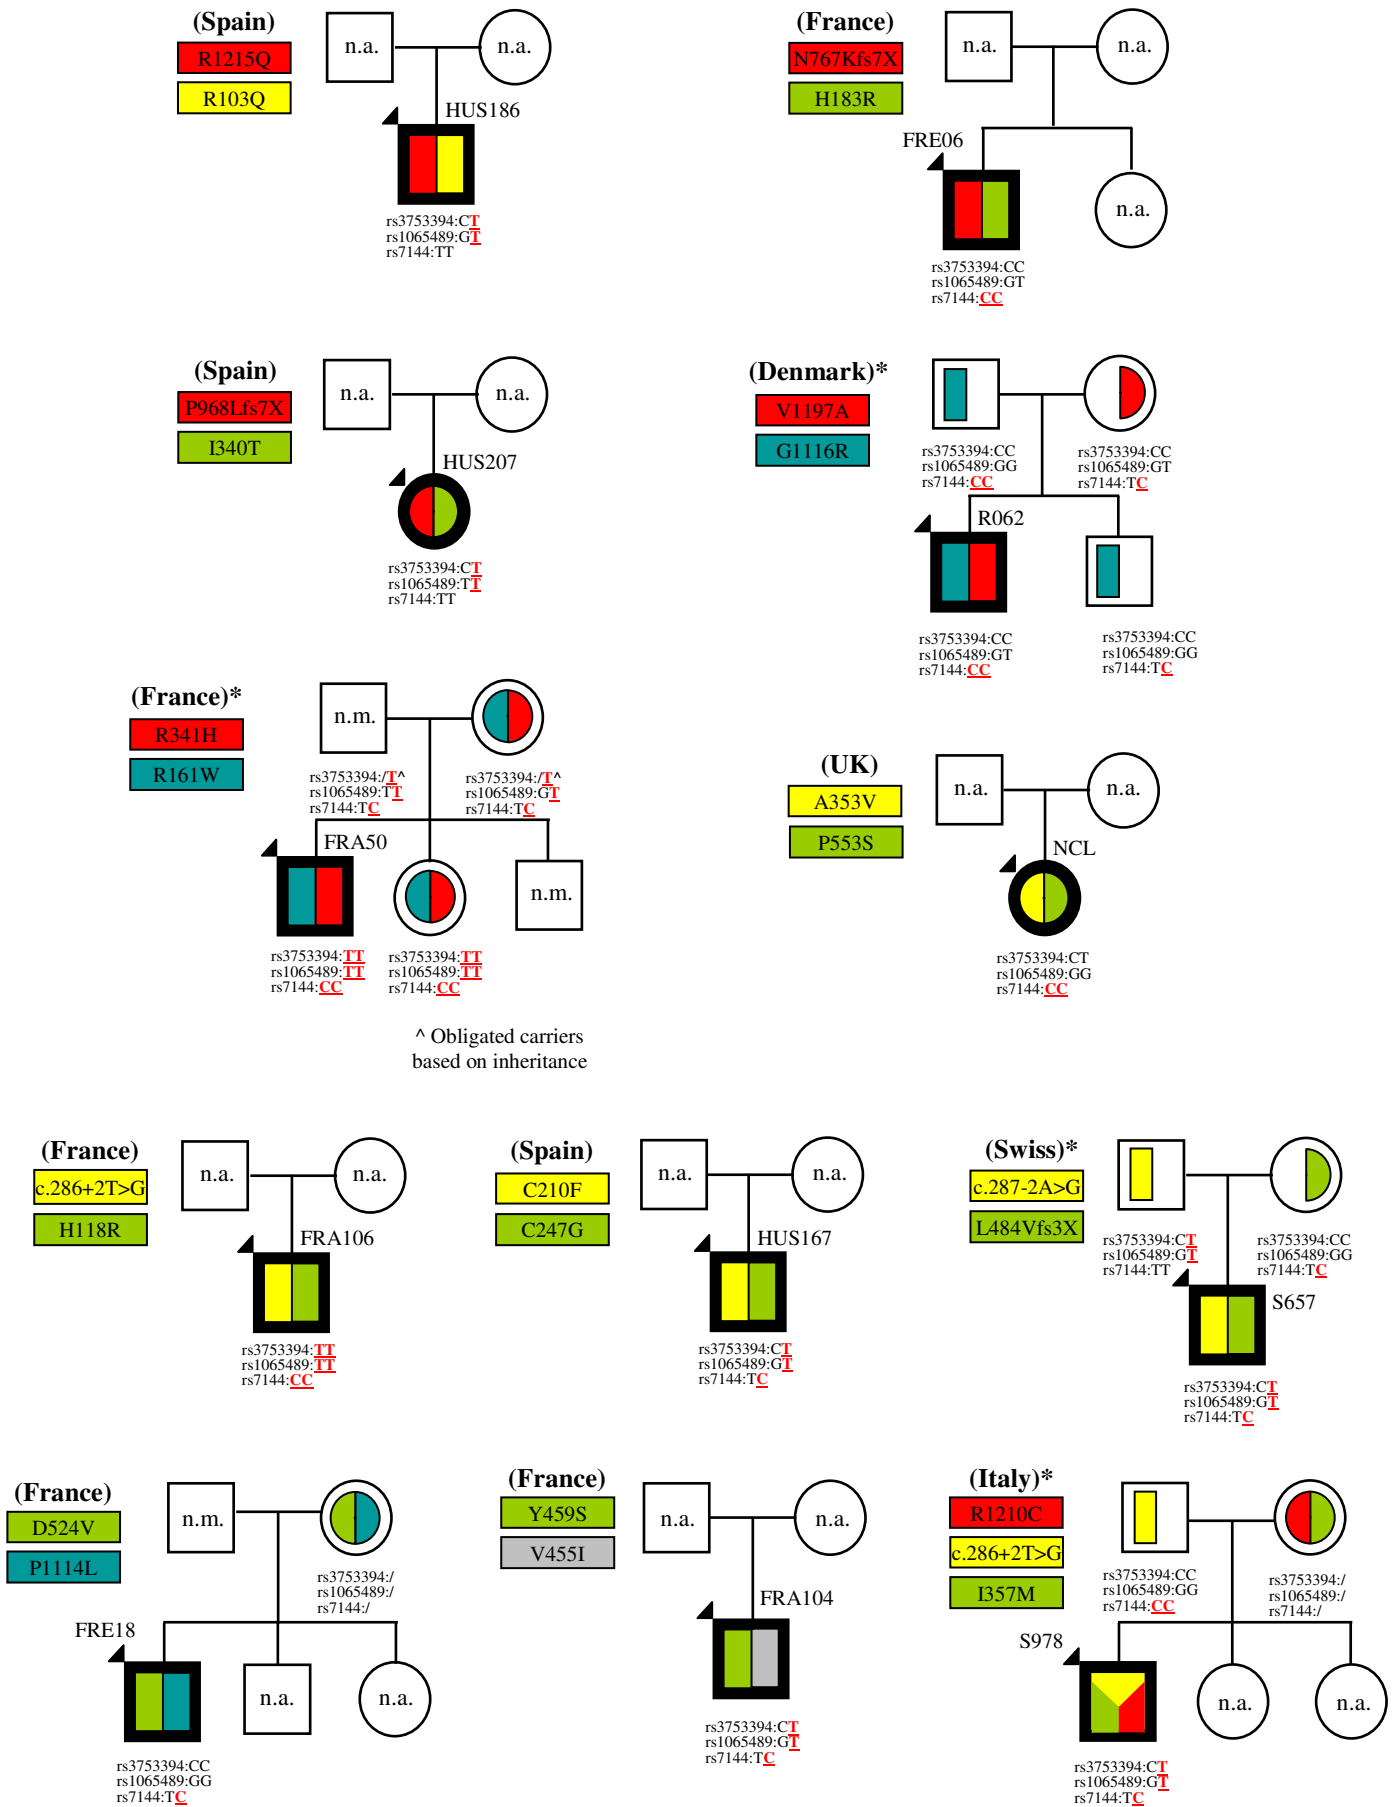 (Spain)
R1215Q
R103Q
n.a.
n.a.
HUS186
rs3753394:CT
rs1065489:GT
rs7144:TT
(France)
N767Kfs7X
H183R
n.a.
n.a.
FRE06
n.a.
rs3753394:CC
rs1065489:GT
rs7144:CC
(Spain)
P968Lfs7X
I340T
n.a.
n.a.
HUS207
rs3753394:CT
rs1065489:TT
rs7144:TT
(Denmark)*
V1197A
G1116R
rs3753394:CC
rs1065489:GG
rs7144:CC
rs3753394:CC
rs1065489:GT
rs7144:TC
R062
rs3753394:CC
rs1065489:GT
rs7144:CC
rs3753394:CC
rs1065489:GG
rs7144:TC
(France)*
R341H
R161W
n.m.
rs3753394:/T^
rs1065489:TT
rs7144:TC
rs3753394:/T^
rs1065489:GT
rs7144:TC
FRA50
n.m.
rs3753394:TT
rs1065489:TT
rs7144:CC
rs3753394:TT
rs1065489:TT
rs7144:CC
^ Obligated carriers
based on inheritance
(UK)
A353V
P553S
n.a.
n.a.
NCL
rs3753394:CT
rs1065489:GG
rs7144:CC
(France)
c.286+2T>G
H118R
n.a.
n.a.
FRA106
rs3753394:TT
rs1065489:TT
rs7144:CC
(Spain)
C210F
C247G
n.a.
n.a.
HUS167
rs3753394:CT
rs1065489:GT
rs7144:TC
(Swiss)*
c.287-2A>G
L484Vfs3X
rs3753394:CT
rs1065489:GT
rs7144:TT
rs3753394:CC
rs1065489:GG
rs7144:TC
S657
rs3753394:CT
rs1065489:GT
rs7144:TC
(France)
D524V
P1114L
n.m.
rs3753394:/
rs1065489:/
rs7144:/
FRE18
n.a.
n.a.
rs3753394:CC
rs1065489:GG
rs7144:TC
(France)
Y459S
V455I
n.a.
n.a.
FRA104
rs3753394:CT
rs1065489:GT
rs7144:TC
(Italy)*
R1210C
c.286+2T>G
I357M
rs3753394:CC
rs1065489:GG
rs7144:CC
rs3753394:/
rs1065489:/
rs7144:/
S978
n.a.
n.a.
rs3753394:CT
rs1065489:GT
rs7144:TC